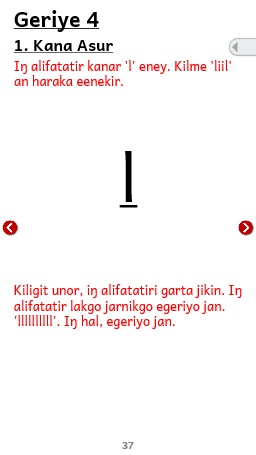 Geriye 4
1. Kana Asur
Iŋ alifatatir kanar 'l' eney. Kilme 'liil'
an haraka eenekir.
l
Kiligit unor, iŋ alifatatiri garta jikin. Iŋ
alifatatir lakgo jarnikgo egeriyo jan.
'llllllllll'. Iŋ hal, egeriyo jan.
37